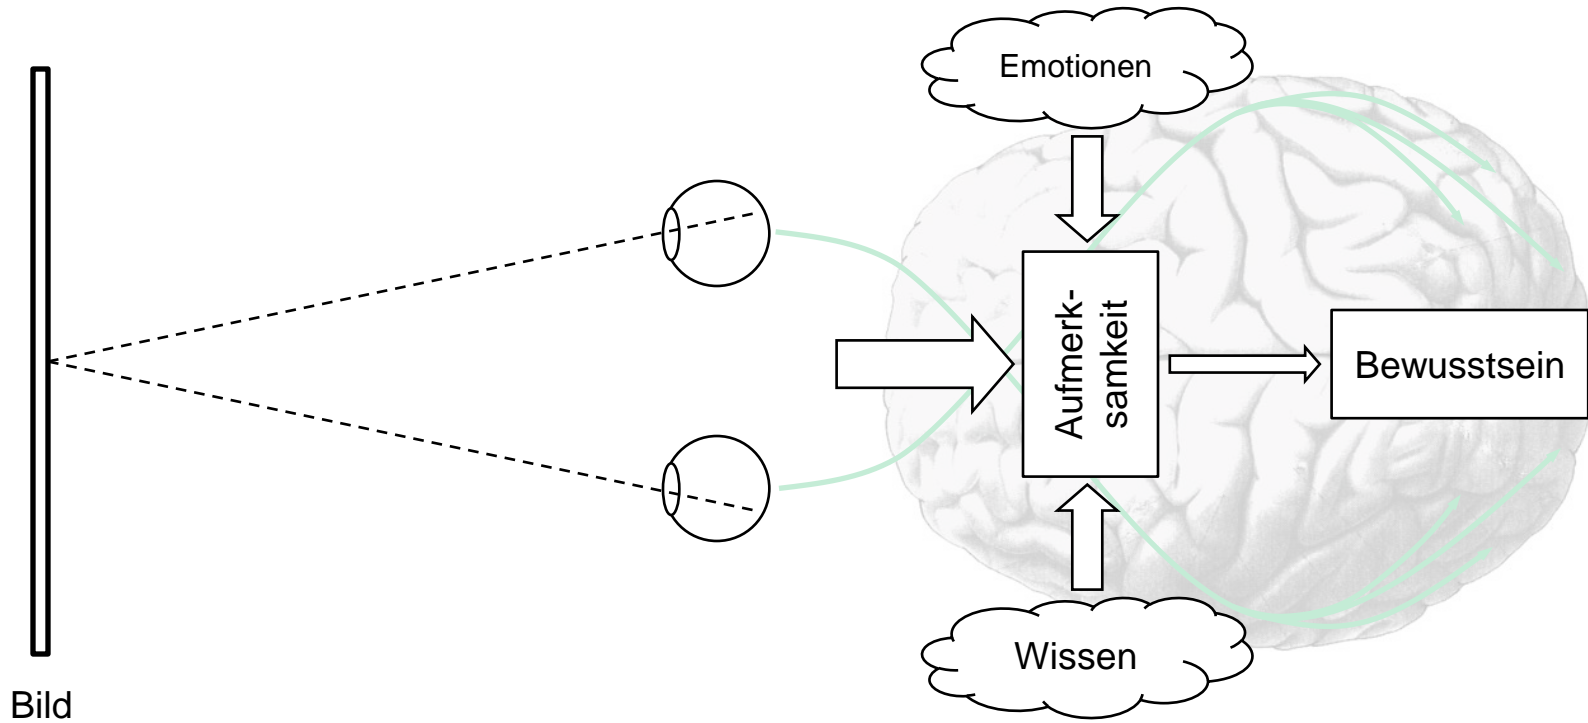 Emotionen
Aufmerk-
samkeit
Bewusstsein
Wissen
Bild